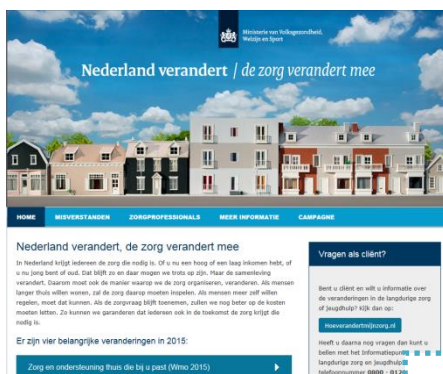 Ministerie van Volksgezondheid,
Welzijn en Sport
Nederland verandert / de zorg verandert mee
HOME MISVERSTANDEN ZORGPROFESSIONALS MEER INFORMATIE CAMPAGNE
Nederland verandert, de zorg verandert mee
In Nederland krijgt iedereen de zorg die nodig is. Of u nu een hoog of een laag inkomen hebt, of
u nu jong bent of oud. Dat blijft zo en daar mogen we trots op zijn. Maar de samenleving
verandert. Daarom moet ook de manier waarop we de zorg organiseren, veranderen. Als mensen
langer thuis willen wonen, zal de zorg daarop moeten inspelen. Als mensen meer zelf willen
regelen, moet dat kunnen. Als de zorgvraag blijft toenemen, zullen we nog beter op de kosten
moeten letten. Zo kunnen we garanderen dat iedereen ook in de toekomst de zorg krijgt die
nodig is.
Er zijn vier belangrijke veranderingen in 2015:
Zorg en ondersteuning thuis die bij u past (Wmo 2015)
Vragen als cliënt?
Bent u cliënt en wilt u informatie over
de veranderingen in de langdurige zorg
of jeugdhulp? Kijk dan op:
Hoeverandertmijnzorg.nl
Heeft u daarna nog vragen dan kunt u
bellen met het Informatiepunt
langdurige zorg en jeugdhulp
telefoonnummer 0800 - 0126